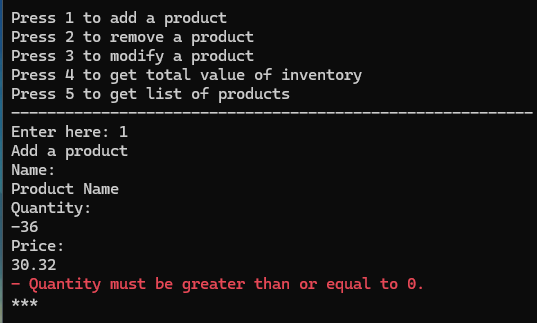 Press 1 to add a product
Press 2 to remove a product
Press 3 to modify a product
Press 4 to get total value of inventory
Press 5 to get list of products
----------------------------------------------------------
Enter here: 1
Add a product
Name:
Product Name
Quantity:
-36
Price:
30.32
- Quantity must be greater than or equal to 0.
***